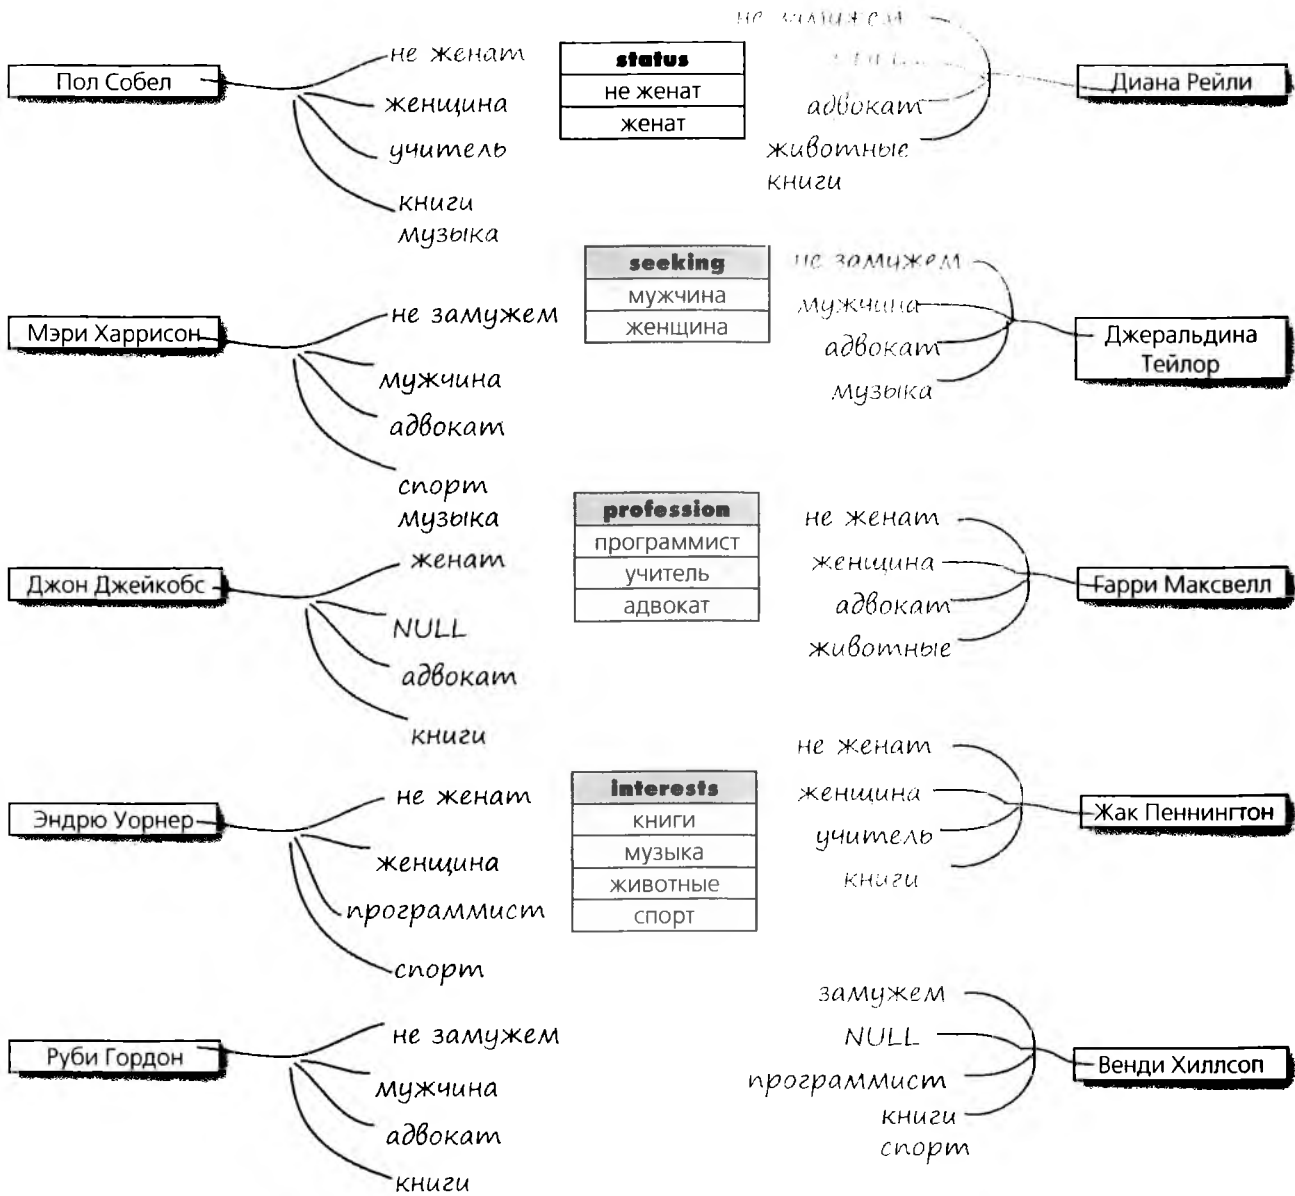 Пол Собел
не женат
женщина
учитель
книги
музыка
Мэри Харрисон
не замужем
мужчина
адвокат
спорт
музыка
Джон Джейкобс
женат
NULL
адвокат
книги
Эндрю Уорнер
не женат
женщина
программист
спорт
Руби Гордон
не замужем
мужчина
адвокат
книги
status
не женат
женат
seeking
мужчина
женщина
profession
программист
учитель
адвокат
interests
книги
музыка
животные
спорт
не замужем
адвокат
животные
книги
Диана Рейли
не замужем
мужчина
адвокат
музыка
Джеральдина
Тейлор
не женат
женщина
адвокат
животные
Гарри Максвелл
не женат
женщина
учитель
книги
Жак Пеннингтон
замужем
NULL
программист
книги
спорт
Венди Хиллсоп